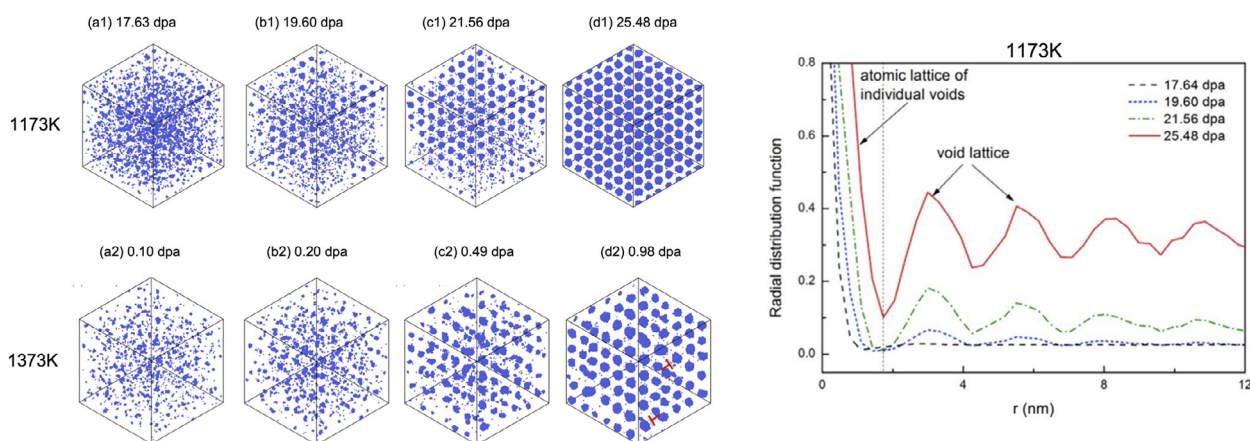 (a1) 17.63 dpa
(b1) 19.60 dpa
(c1) 21.56 dpa
(d1) 25.48 dpa
1173K
(a2) 0.10 dpa
(b2) 0.20 dpa
(c2) 0.49 dpa
(d2) 0.98 dpa
1373K
1173K
0.8
0.6
0.4
0.2
0.0
Radial distribution function
atomic lattice of
individual voids
void lattice
17.64 dpa
19.60 dpa
21.56 dpa
25.48 dpa
0
4
8
12
r (nm)